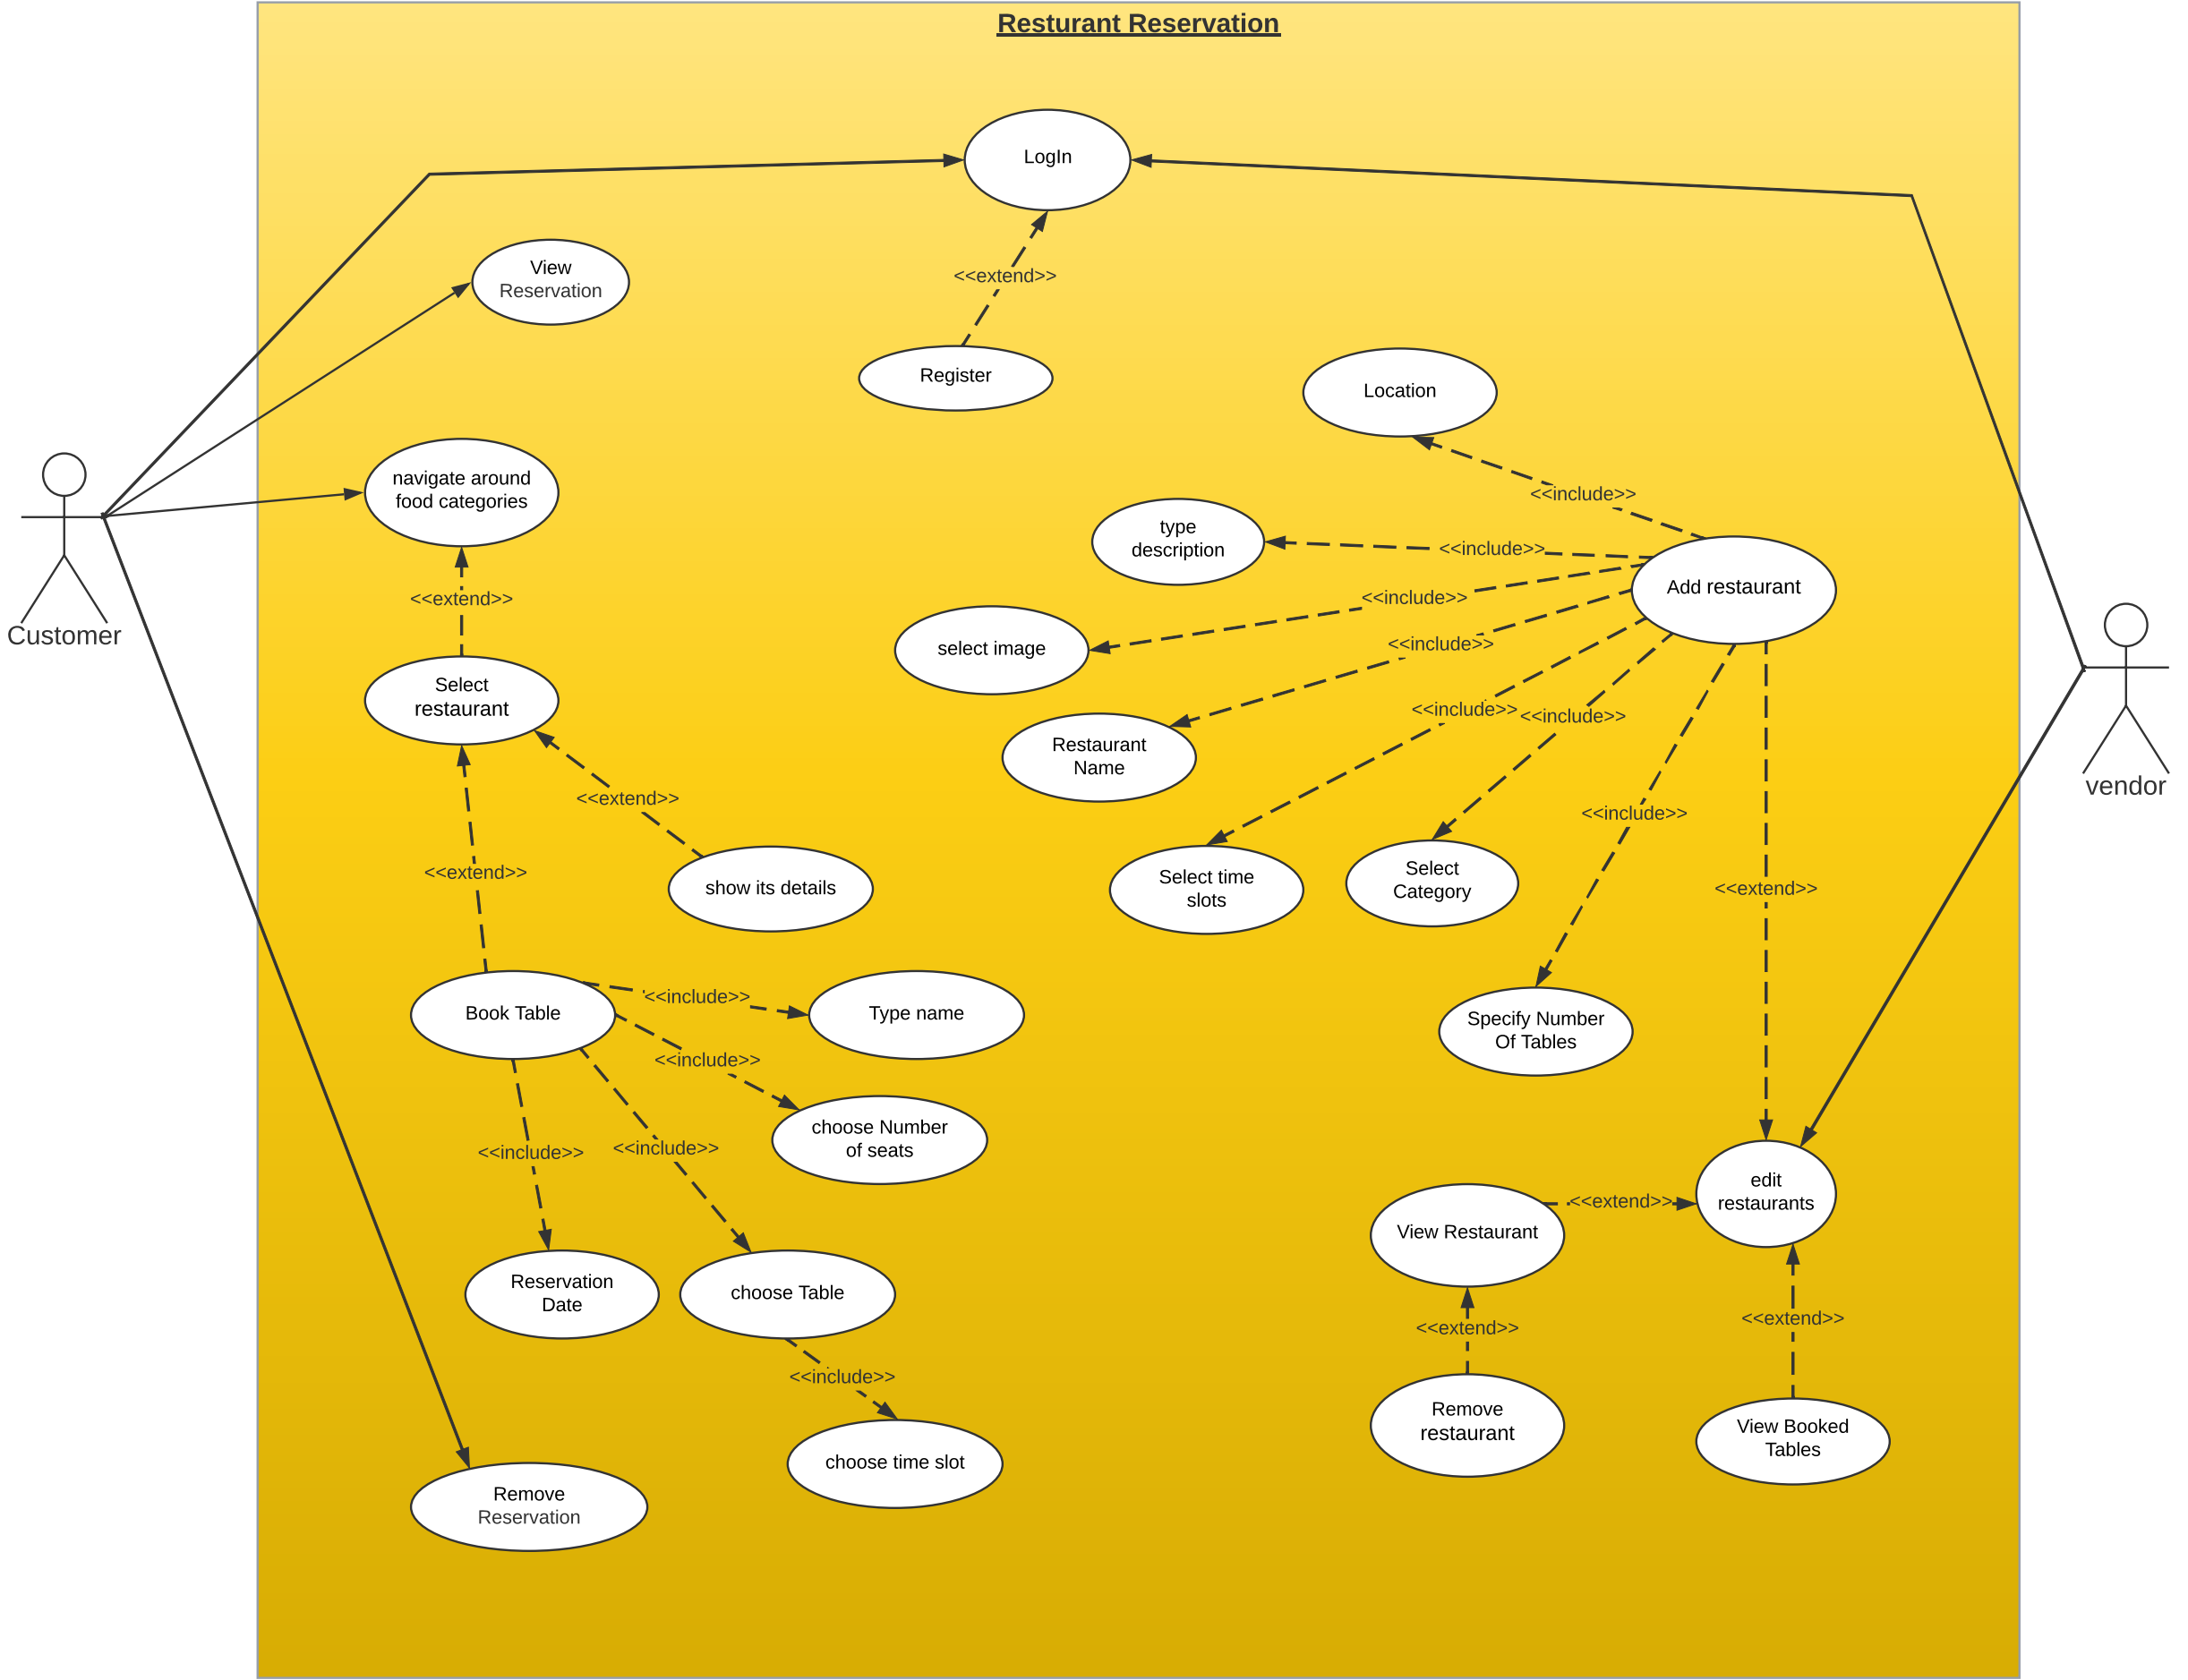 Resturant Reservation
LogIn
View
Reservation
<<extend>>
Register
Location
navigate around
food categories
<<include>>
type
description
<<include>>
Add restaurant
<<extend>>
<<include>>
Customer
select image
<<include>>
Select
restaurant
<<include>>
<<include>>
Restaurant
Name
vendor
<<extend>>
<<include>>
<<extend>>
show its details
Select time
slots
Select
Category
<<extend>>
<<include>>
Book Table
Type name
Specify Number
Of Tables
<<include>>
choose Number
of seats
<<include>>
<<include>>
edit
restaurants
<<extend>>
View Restaurant
Reservation
Date
choose Table
<<extend>>
<<extend>>
<<include>>
Remove
restaurant
View Booked
Tables
choose time slot
Remove
Reservation